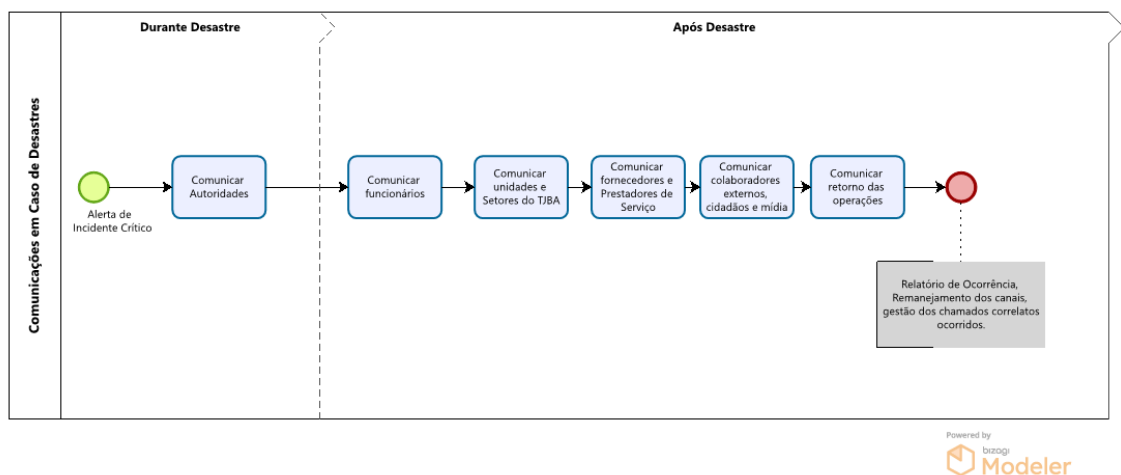 Durante Desastre
Após Desastre
Comunicações em Caso de Desastres
Alerta de
Incidente Crítico
Comunicar
Autoridades
Comunicar
funcionários
Comunicar
unidades e
Setores do TJBA
Comunicar
fornecedores e
Prestadores de
Serviço
Comunicar
colaboradores
externos,
cidadãos e mídia
Comunicar
retorno das
operações
Relatório de Ocorrência,
Remanejamento dos canais,
gestão dos chamados correlatos
ocorridos.
Powered by
bizagi
Modeler